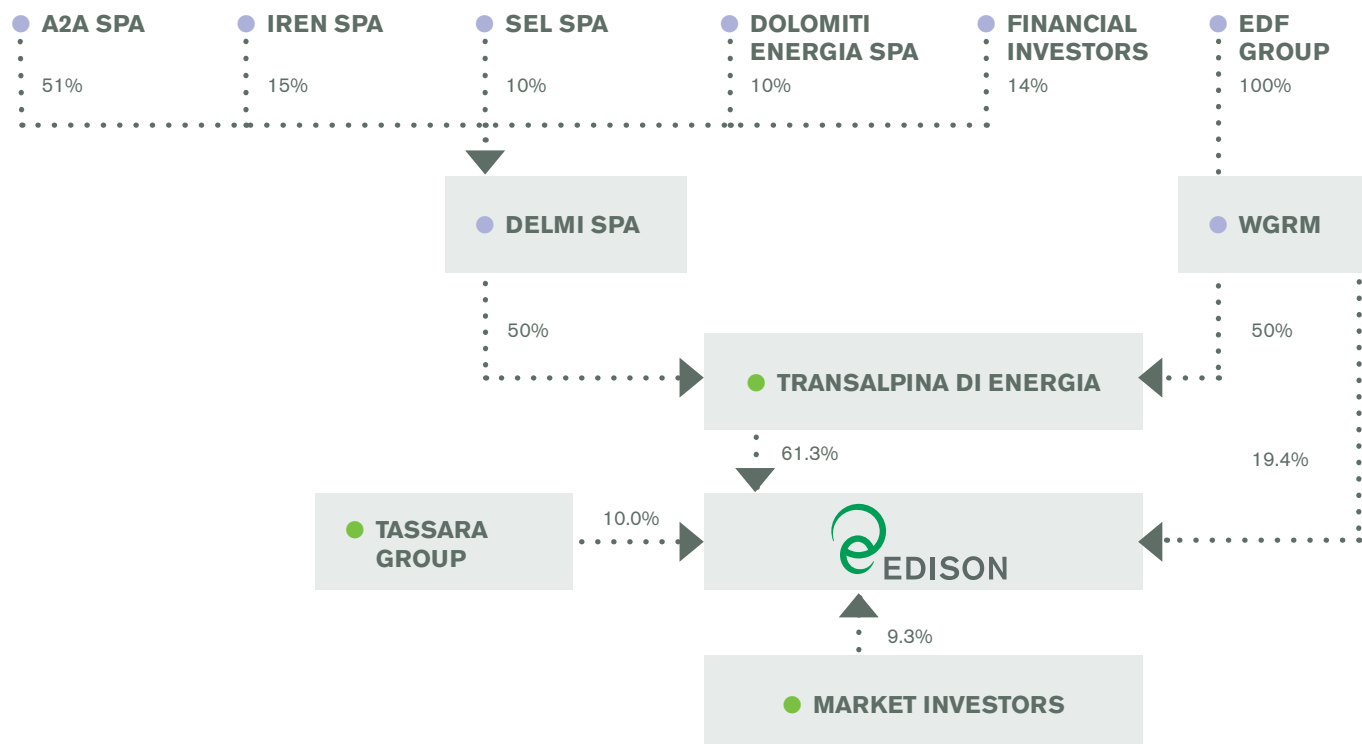 A2A SPA
IREN SPA
SEL SPA
DOLOMITI
ENERGIA SPA
FINANCIAL
INVESTORS
EDF
GROUP
51%
15%
10%
10%
14%
100%
DELMI SPA
WGRM
50%
50%
TRANSALPINA DI ENERGIA
61.3%
19.4%
TASSARA
GROUP
10.0%
EDISON
9.3%
MARKET INVESTORS